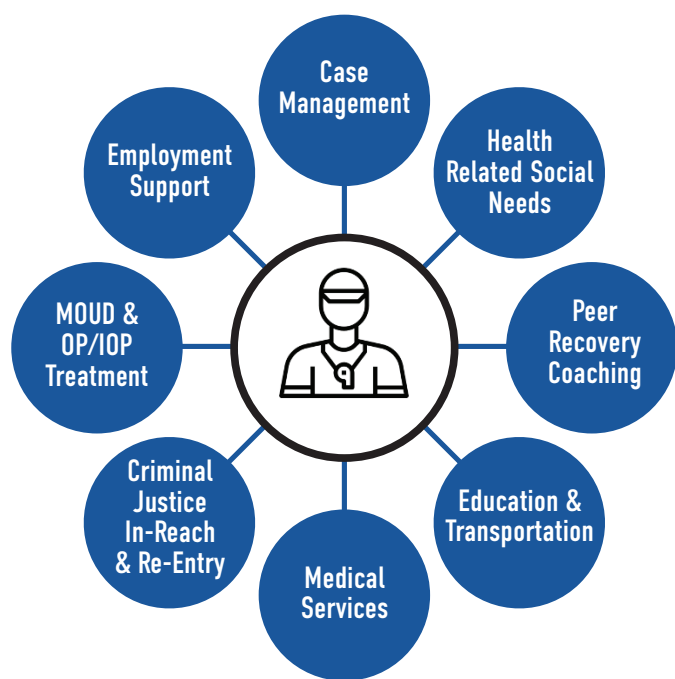 Case
Management
Health
Related Social
Needs
Peer
Recovery
Coaching
Education &
Transportation
Medical
Services
Criminal
Justice
In-Reach
& Re-Entry
MOUD &
OP/IOP
Treatment
Employment
Support